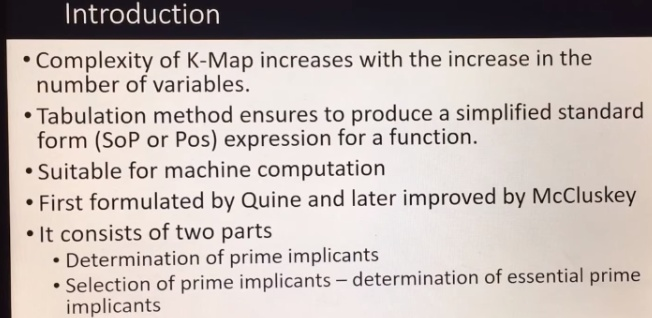 Introduction
• Complexity of K-Map increases with the increase in the
number of variables.
• Tabulation method ensures to produce a simplified standard
form (SoP or Pos) expression for a function.
• Suitable for machine computation
• First formulated by Quine and later improved by McCluskey
• It consists of two parts
• Determination of prime implicants
• Selection of prime implicants – determination of essential prime
implicants